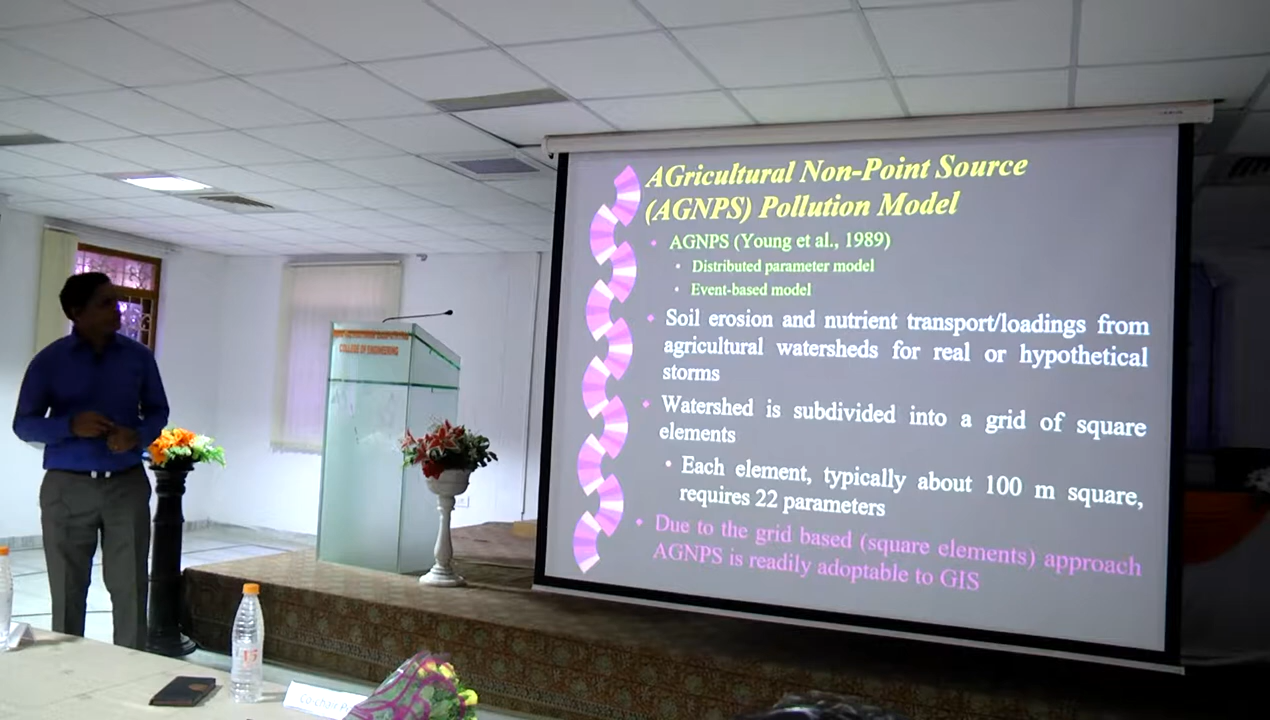 AGricultural Non-Point Source
(AGNPS) Pollution Model
AGNPS (Young et al., 1989)
Distributed parameter model
Event-based model
Soil erosion and nutrient transport/loadings from
agricultural watersheds for real or hypothetical
storms
Watershed is subdivided into a grid of square
elements
Each element, typically about 100 m square,
requires 22 parameters
Due to the grid based (square elements) approach
AGNPS is readily adoptable to GIS
COLLEGE OF ENGINEERING
15
Co-chair